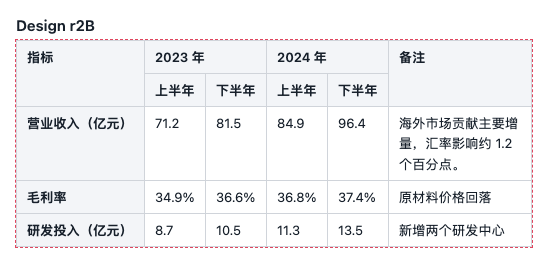 Design r2B
指标 2023 年 2024 年 备注
上半年 下半年 上半年 下半年
营业收入（亿元） 71.2 81.5 84.9 96.4 海外市场贡献主要增
量，汇率影响约 1.2
个百分点。
毛利率 34.9% 36.6% 36.8% 37.4% 原材料价格回落
研发投入（亿元） 8.7 10.5 11.3 13.5 新增两个研发中心